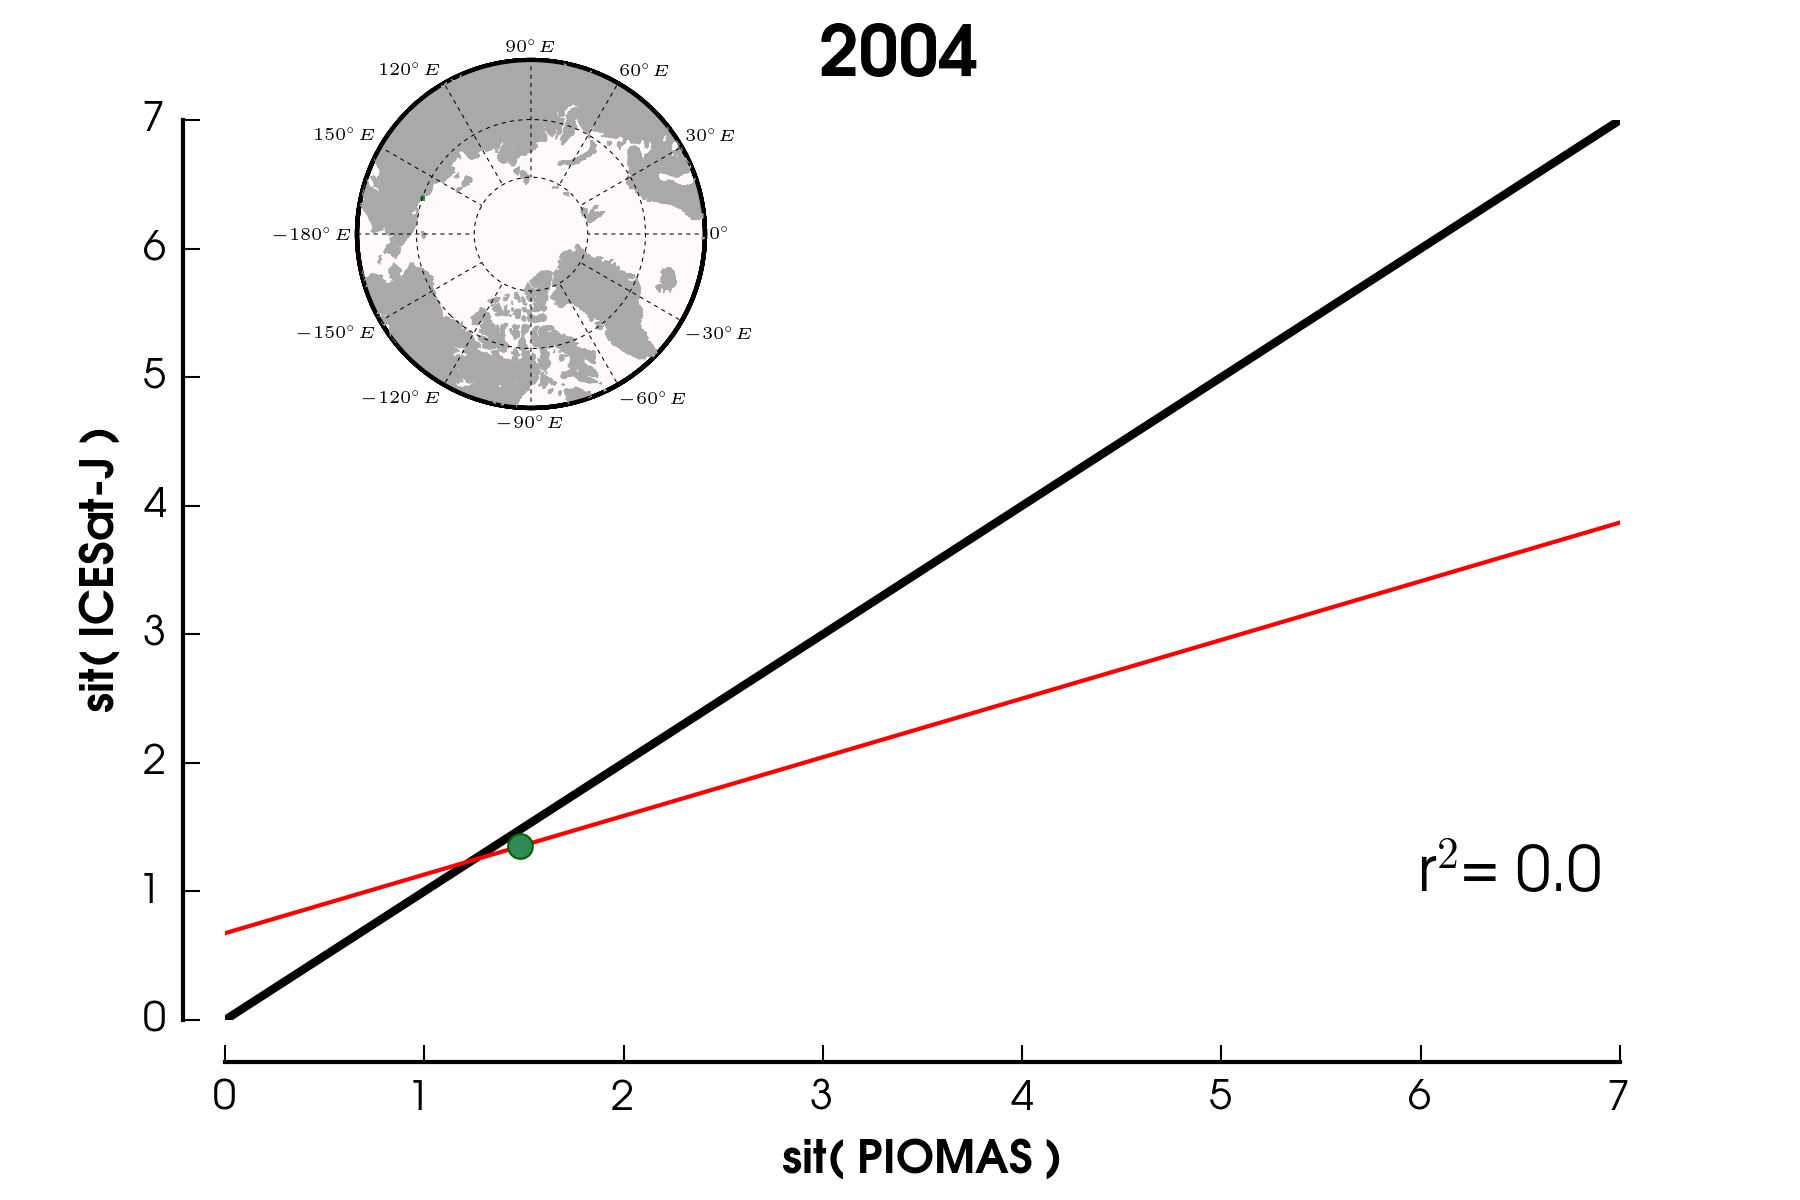 2004
90° E
120° E
60° E
150° E
30° E
−180° E
0°
−150° E
−30° E
−120° E
−60° E
−90° E
7
6
5
4
3
2
1
0
sit( ICESat-J )
r²= 0.0
0 1 2 3 4 5 6 7
sit( PIOMAS )